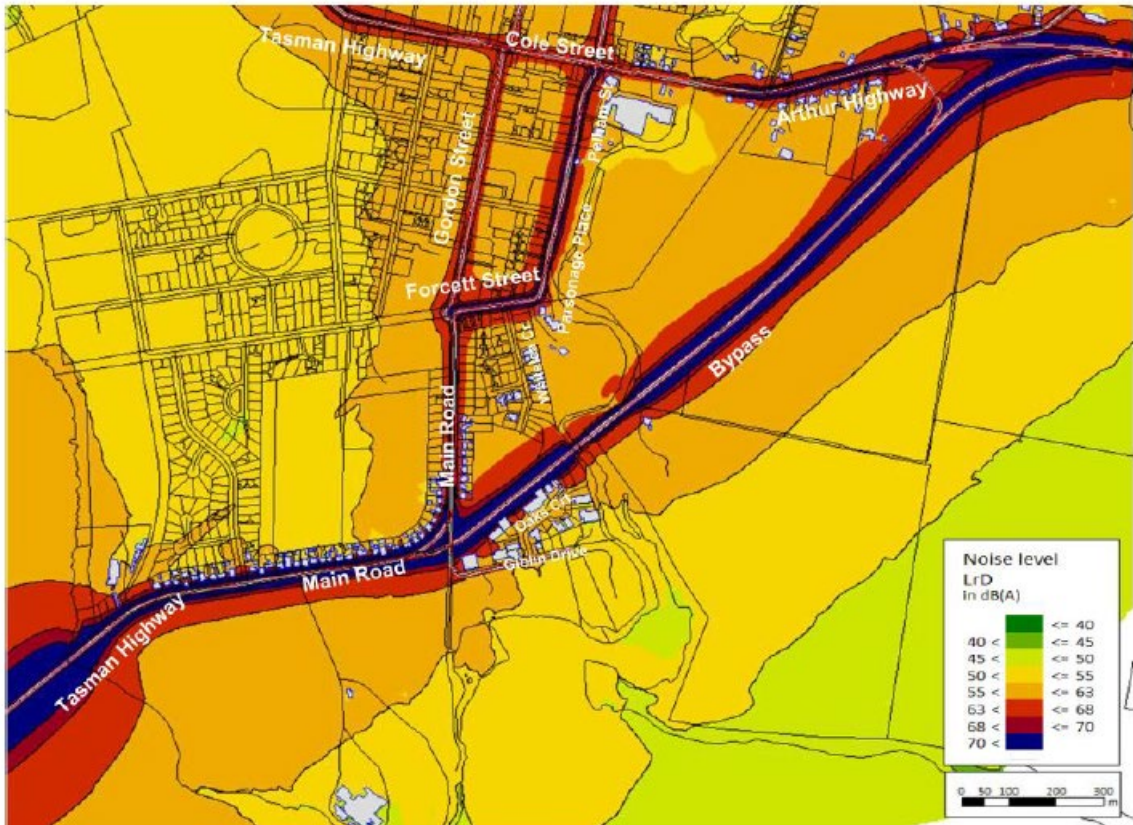 Tasman Highway
Cole Street
Pelham St
Arthur Highway
Gordon Street
Parsonage Place
Forcett Street
Bypass
Main Road
Giblin Drive
Main Road
Tasman Highway
Noise level
LrD
in dB(A)
<= 40
40 < <= 45
45 < <= 50
50 < <= 55
55 < <= 63
63 < <= 68
68 < <= 70
70 <
0 50 100 200 300
m